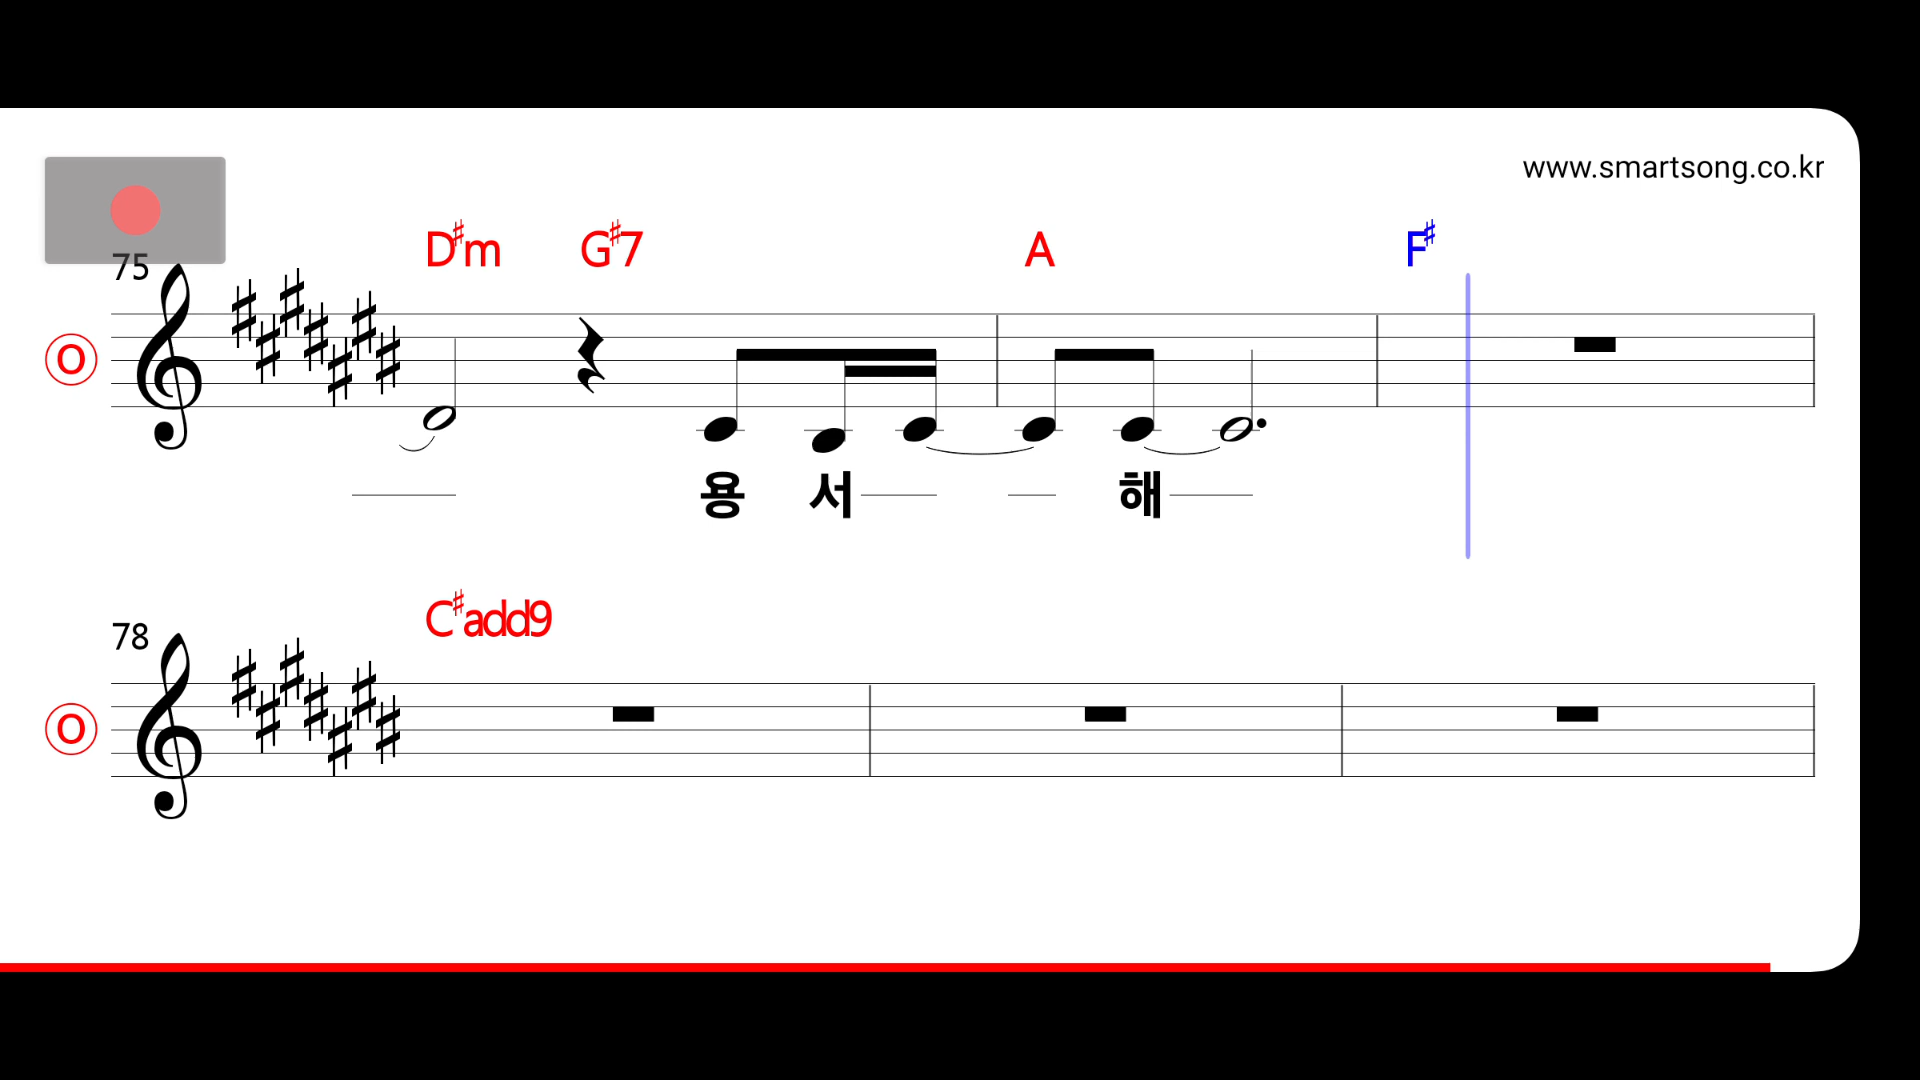 www.smartsong.co.kr
D♯m G♯7 A F♯
75
O
용 서 해
C♯add9
78
O